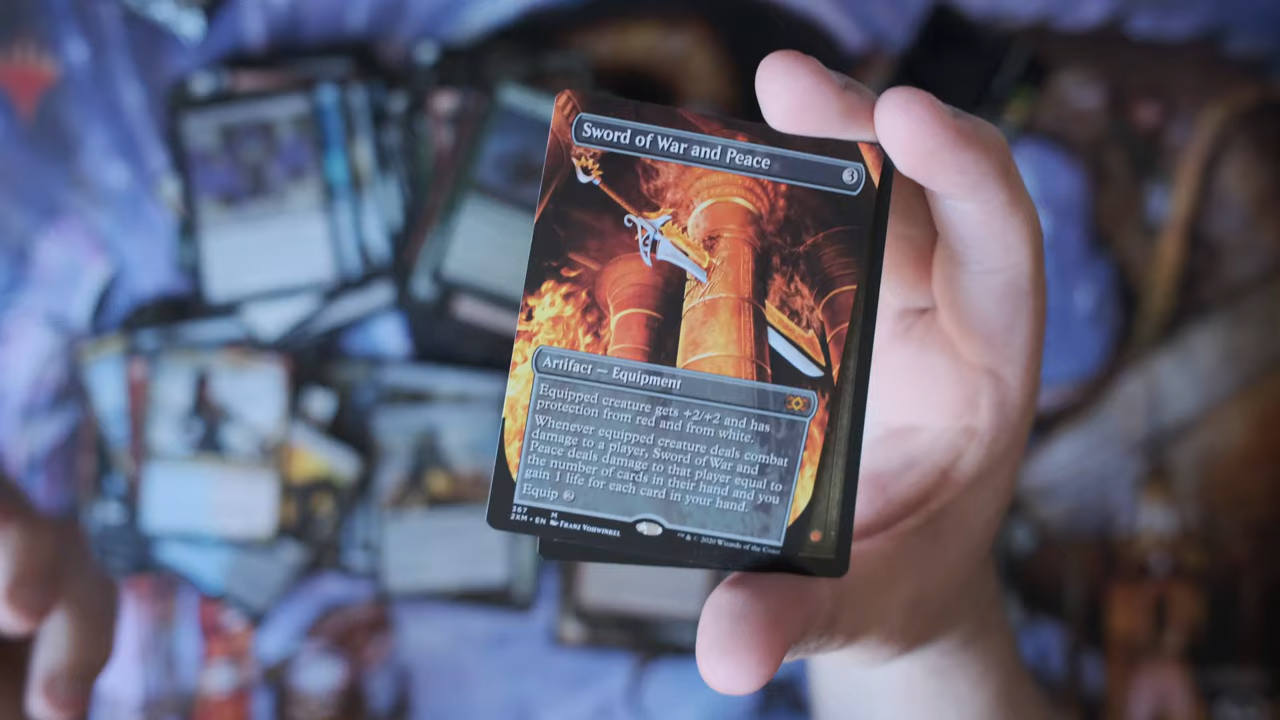 Sword of War and Peace
3
Artifact — Equipment
Equipped creature gets +2/+2 and has
protection from red and from white.
Whenever equipped creature deals combat
damage to a player, Sword of War and
Peace deals damage to that player equal to
the number of cards in their hand and you
gain 1 life for each card in your hand.
Equip 2
367 M
2XM • EN Franz Vohwinkel
™ & © 2020 Wizards of the Coast